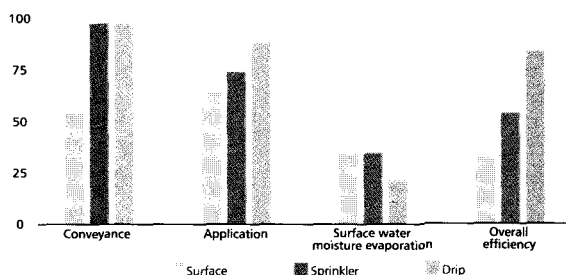 100
75
50
25
0
Conveyance
Application
Surface water
moisture evaporation
Overall
efficiency
Surface
Sprinkler
Drip